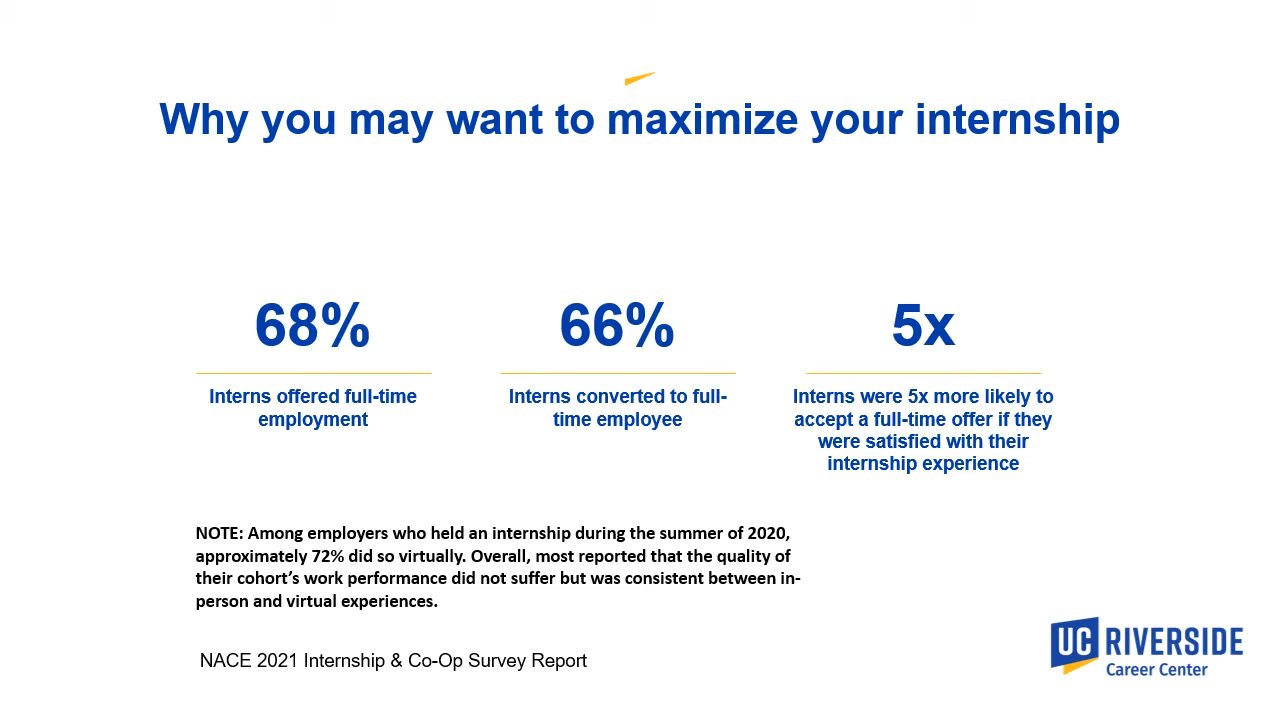 Why you may want to maximize your internship
68%
Interns offered full-time
employment
66%
Interns converted to full-
time employee
5x
Interns were 5x more likely to
accept a full-time offer if they
were satisfied with their
internship experience
NOTE: Among employers who held an internship during the summer of 2020,
approximately 72% did so virtually. Overall, most reported that the quality of
their cohort’s work performance did not suffer but was consistent between in-
person and virtual experiences.
NACE 2021 Internship & Co-Op Survey Report
UC RIVERSIDE
Career Center